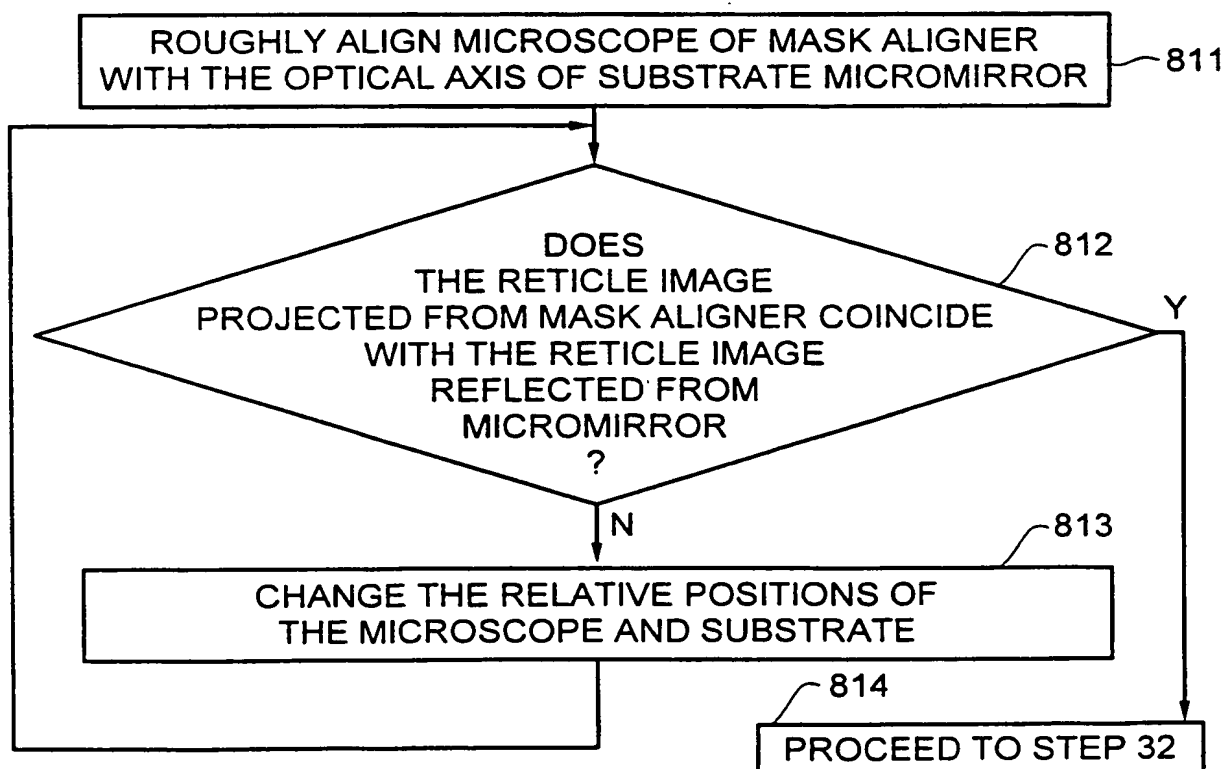 ROUGHLY ALIGN MICROSCOPE OF MASK ALIGNER
WITH THE OPTICAL AXIS OF SUBSTRATE MICROMIRROR
811
DOES
THE RETICLE IMAGE
PROJECTED FROM MASK ALIGNER COINCIDE
WITH THE RETICLE IMAGE
REFLECTED FROM
MICROMIRROR
?
812
Y
N
813
CHANGE THE RELATIVE POSITIONS OF
THE MICROSCOPE AND SUBSTRATE
814
PROCEED TO STEP 32